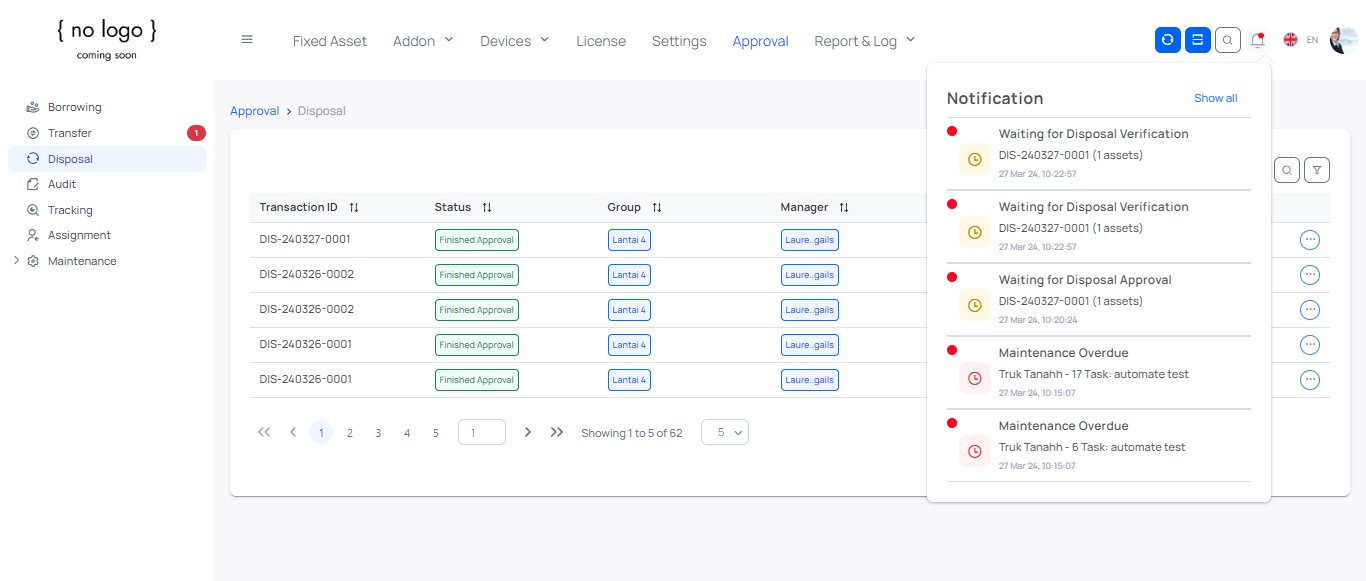 { no logo }
coming soon
Fixed Asset
Addon
Devices
License
Settings
Approval
Report & Log
EN
Borrowing
Transfer
1
Disposal
Audit
Tracking
Assignment
Maintenance
Approval > Disposal
Transaction ID Status Group Manager
DIS-240327-0001 Finished Approval Lantai 4 Laure..gails
DIS-240326-0002 Finished Approval Lantai 4 Laure..gails
DIS-240326-0002 Finished Approval Lantai 4 Laure..gails
DIS-240326-0001 Finished Approval Lantai 4 Laure..gails
DIS-240326-0001 Finished Approval Lantai 4 Laure..gails
1 2 3 4 5 1 Showing 1 to 5 of 62 5
Notification Show all
Waiting for Disposal Verification
DIS-240327-0001 (1 assets)
27 Mar 24, 10:22:57
Waiting for Disposal Verification
DIS-240327-0001 (1 assets)
27 Mar 24, 10:22:57
Waiting for Disposal Approval
DIS-240327-0001 (1 assets)
27 Mar 24, 10:20:24
Maintenance Overdue
Truk Tanahh - 17 Task: automate test
27 Mar 24, 10:15:07
Maintenance Overdue
Truk Tanahh - 6 Task: automate test
27 Mar 24, 10:15:07